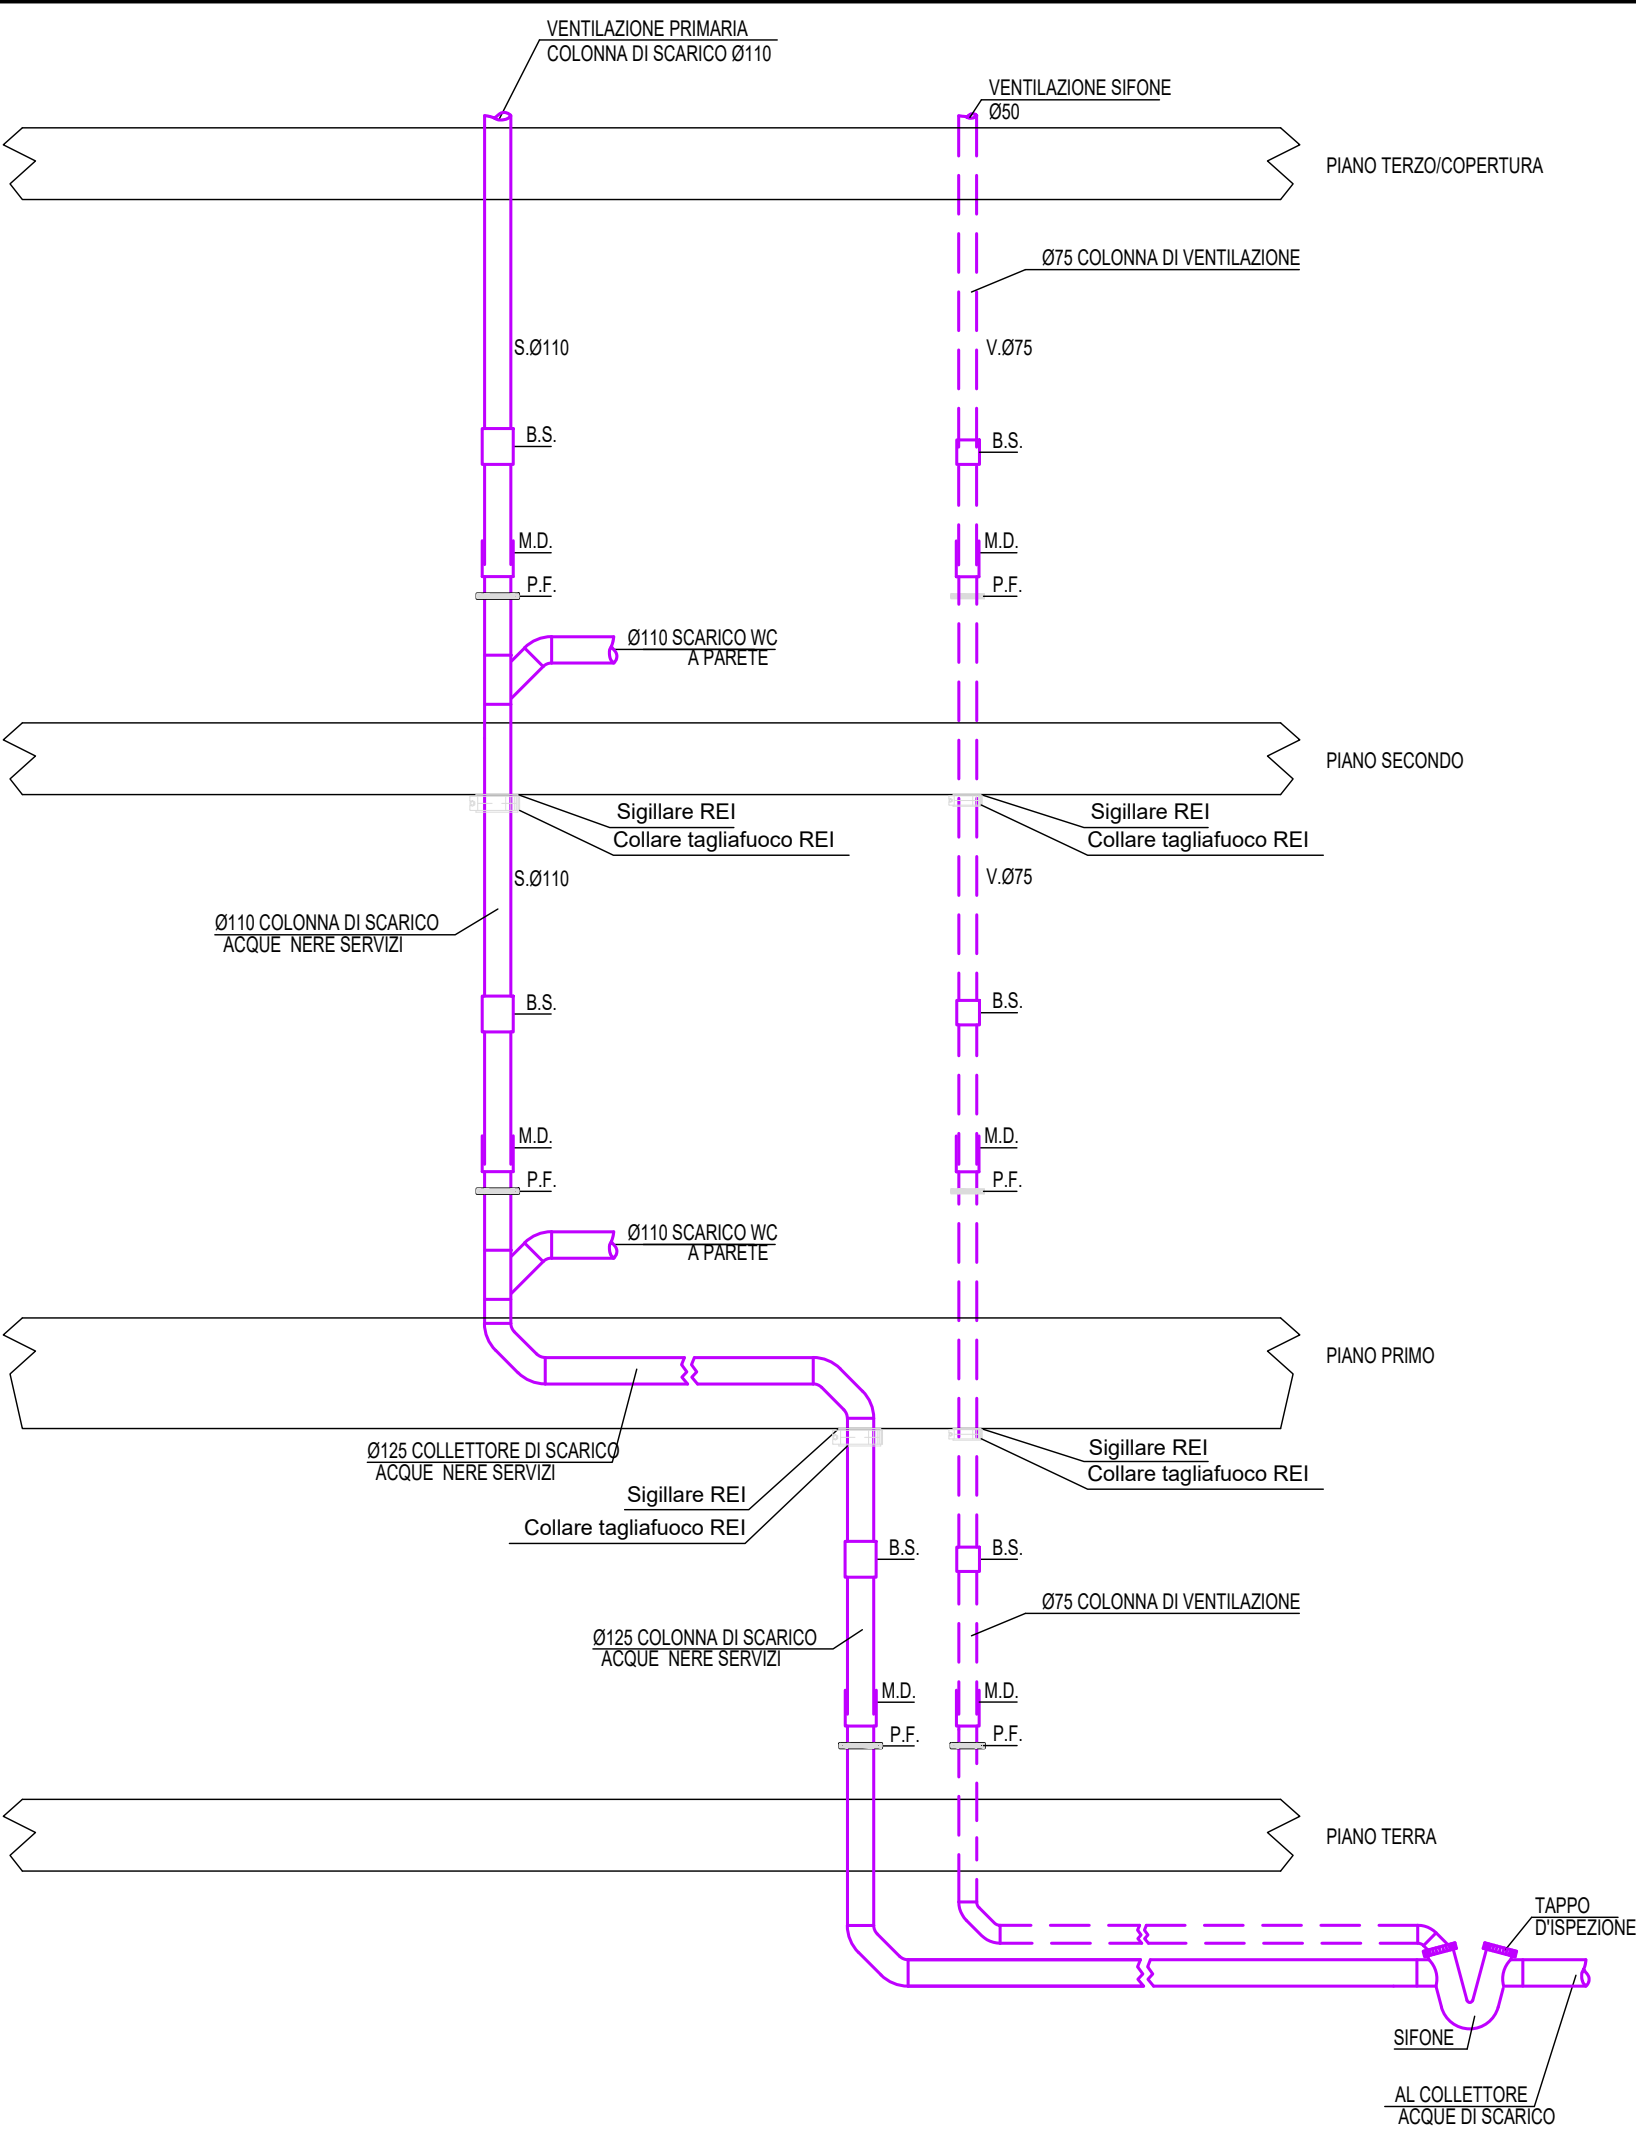 VENTILAZIONE PRIMARIA
COLONNA DI SCARICO Ø110
VENTILAZIONE SIFONE
Ø50
PIANO TERZO/COPERTURA
Ø75 COLONNA DI VENTILAZIONE
S.Ø110
V.Ø75
B.S.
B.S.
M.D.
M.D.
P.F.
P.F.
Ø110 SCARICO WC
A PARETE
PIANO SECONDO
Sigillare REI
Collare tagliafuoco REI
Sigillare REI
Collare tagliafuoco REI
S.Ø110
V.Ø75
Ø110 COLONNA DI SCARICO
ACQUE NERE SERVIZI
B.S.
B.S.
M.D.
M.D.
P.F.
P.F.
Ø110 SCARICO WC
A PARETE
PIANO PRIMO
Ø125 COLLETTORE DI SCARICO
ACQUE NERE SERVIZI
Sigillare REI
Collare tagliafuoco REI
Sigillare REI
Collare tagliafuoco REI
B.S.
B.S.
Ø75 COLONNA DI VENTILAZIONE
Ø125 COLONNA DI SCARICO
ACQUE NERE SERVIZI
M.D.
M.D.
P.F.
P.F.
PIANO TERRA
TAPPO
D'ISPEZIONE
SIFONE
AL COLLETTORE
ACQUE DI SCARICO